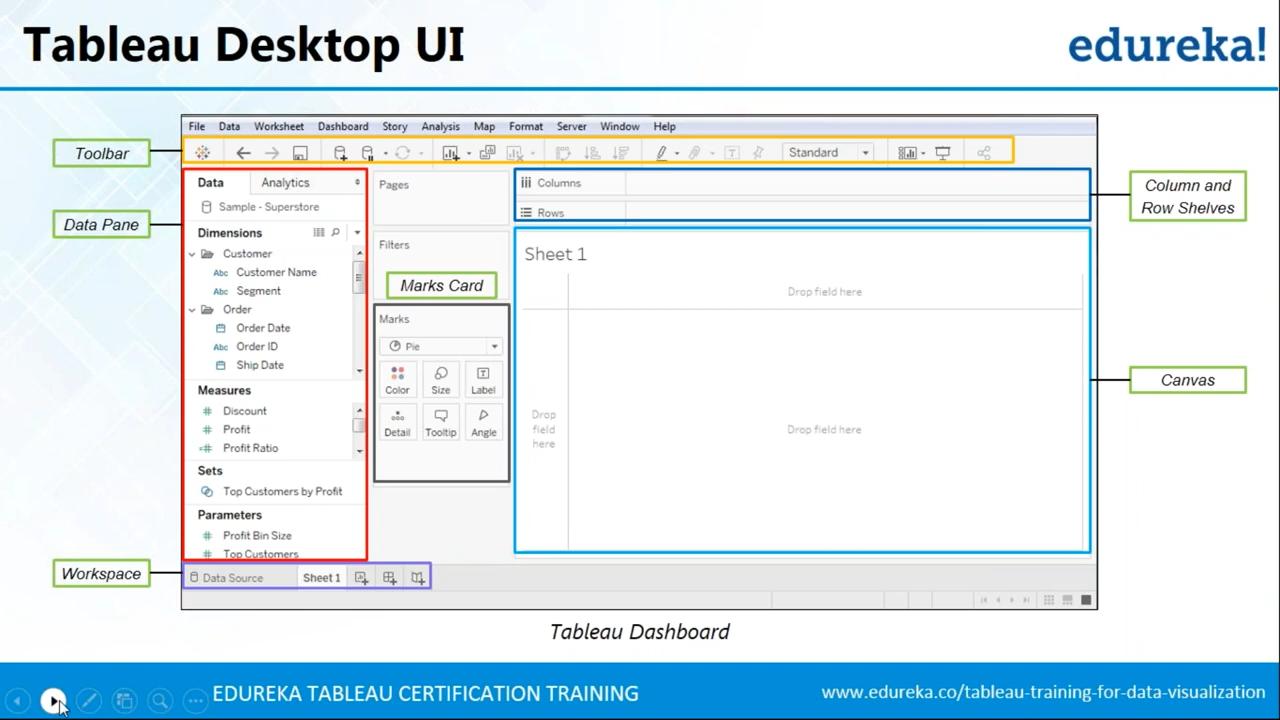 Tableau Desktop UI
edureka!
File Data Worksheet Dashboard Story Analysis Map Format Server Window Help
Toolbar
Standard
Data Analytics
Pages
Columns
Column and
Row Shelves
Sample - Superstore
Rows
Data Pane
Dimensions
Filters
Customer
Sheet 1
Abc Customer Name
Marks Card
Abc Segment
Drop field here
Order
Marks
Order Date
Abc Order ID
Pie
Ship Date
Canvas
Color Size Label
Measures
Discount
Drop
field
here
Drop field here
Profit
Detail Tooltip Angle
Profit Ratio
Sets
Top Customers by Profit
Parameters
Profit Bin Size
Top Customers
Workspace
Data Source Sheet 1
Tableau Dashboard
EDUREKA TABLEAU CERTIFICATION TRAINING
www.edureka.co/tableau-training-for-data-visualization